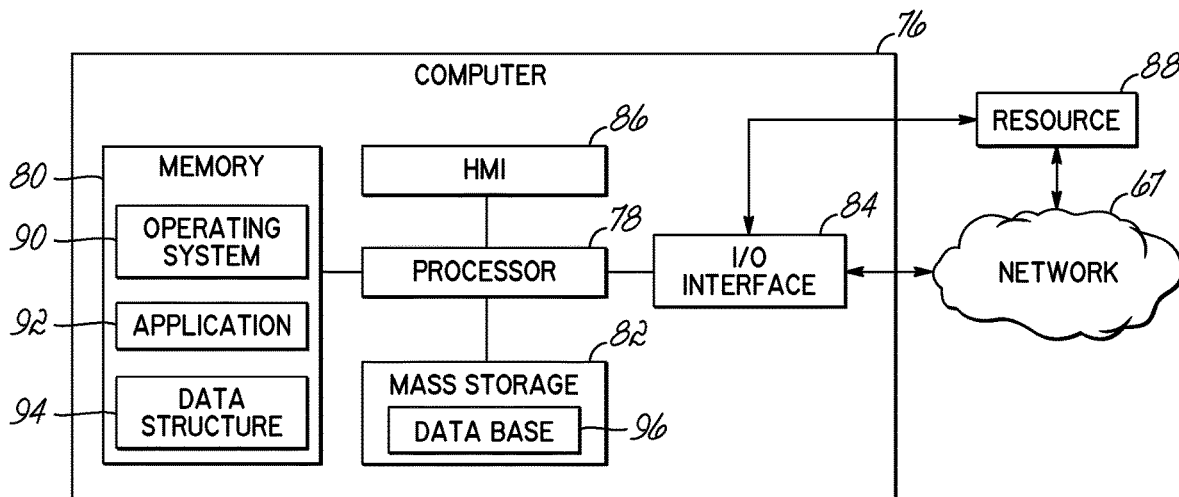 76
COMPUTER
88
RESOURCE
86
HMI
80
MEMORY
90
OPERATING
SYSTEM
78
PROCESSOR
84
I/O
INTERFACE
67
NETWORK
92
APPLICATION
82
MASS STORAGE
94
DATA
STRUCTURE
DATA BASE
96